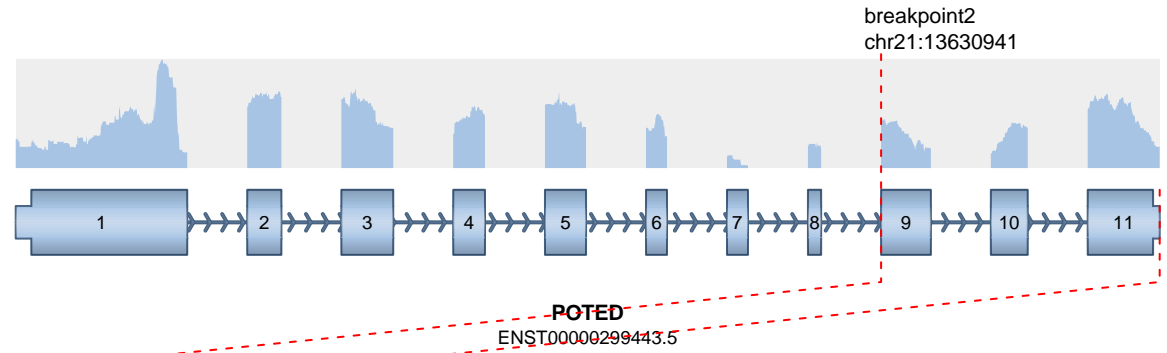 breakpoint2
chr21:13630941
1 2 3 4 5 6 7 8 9 10 11
POTED
ENST00000299443.5